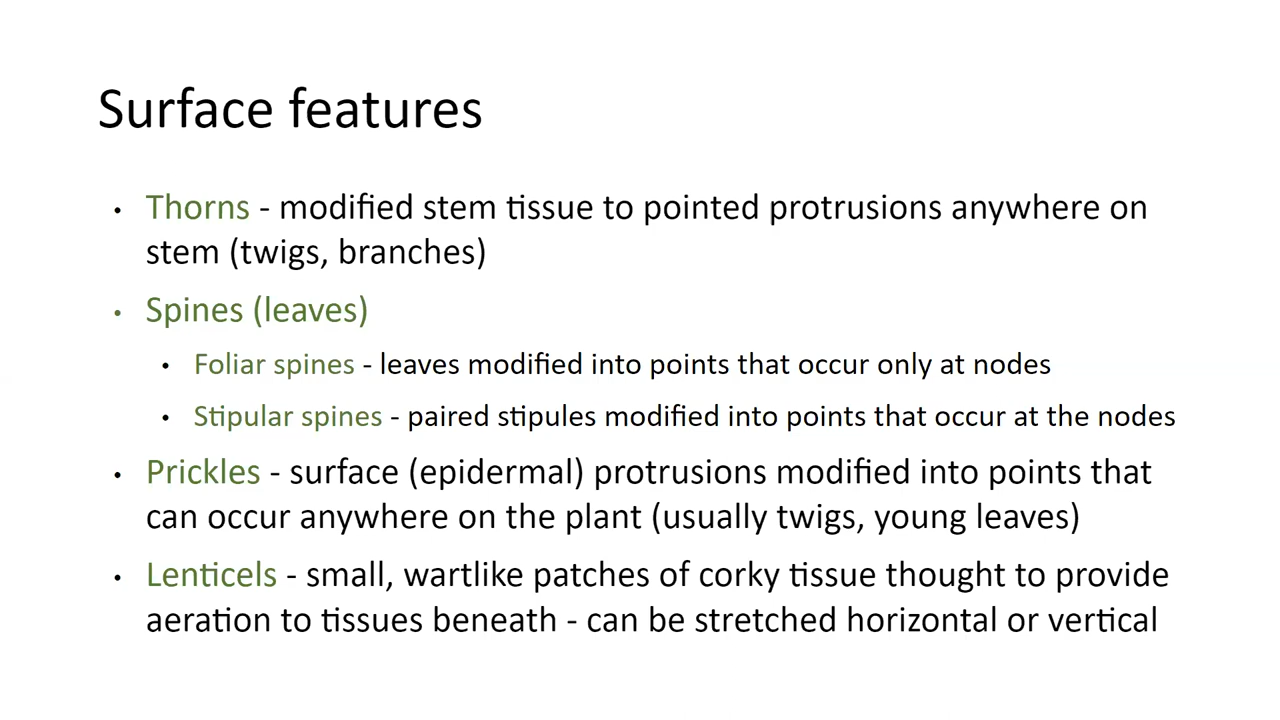 Surface features
• Thorns - modified stem tissue to pointed protrusions anywhere on
stem (twigs, branches)
• Spines (leaves)
• Foliar spines - leaves modified into points that occur only at nodes
• Stipular spines - paired stipules modified into points that occur at the nodes
• Prickles - surface (epidermal) protrusions modified into points that
can occur anywhere on the plant (usually twigs, young leaves)
• Lenticels - small, wartlike patches of corky tissue thought to provide
aeration to tissues beneath - can be stretched horizontal or vertical